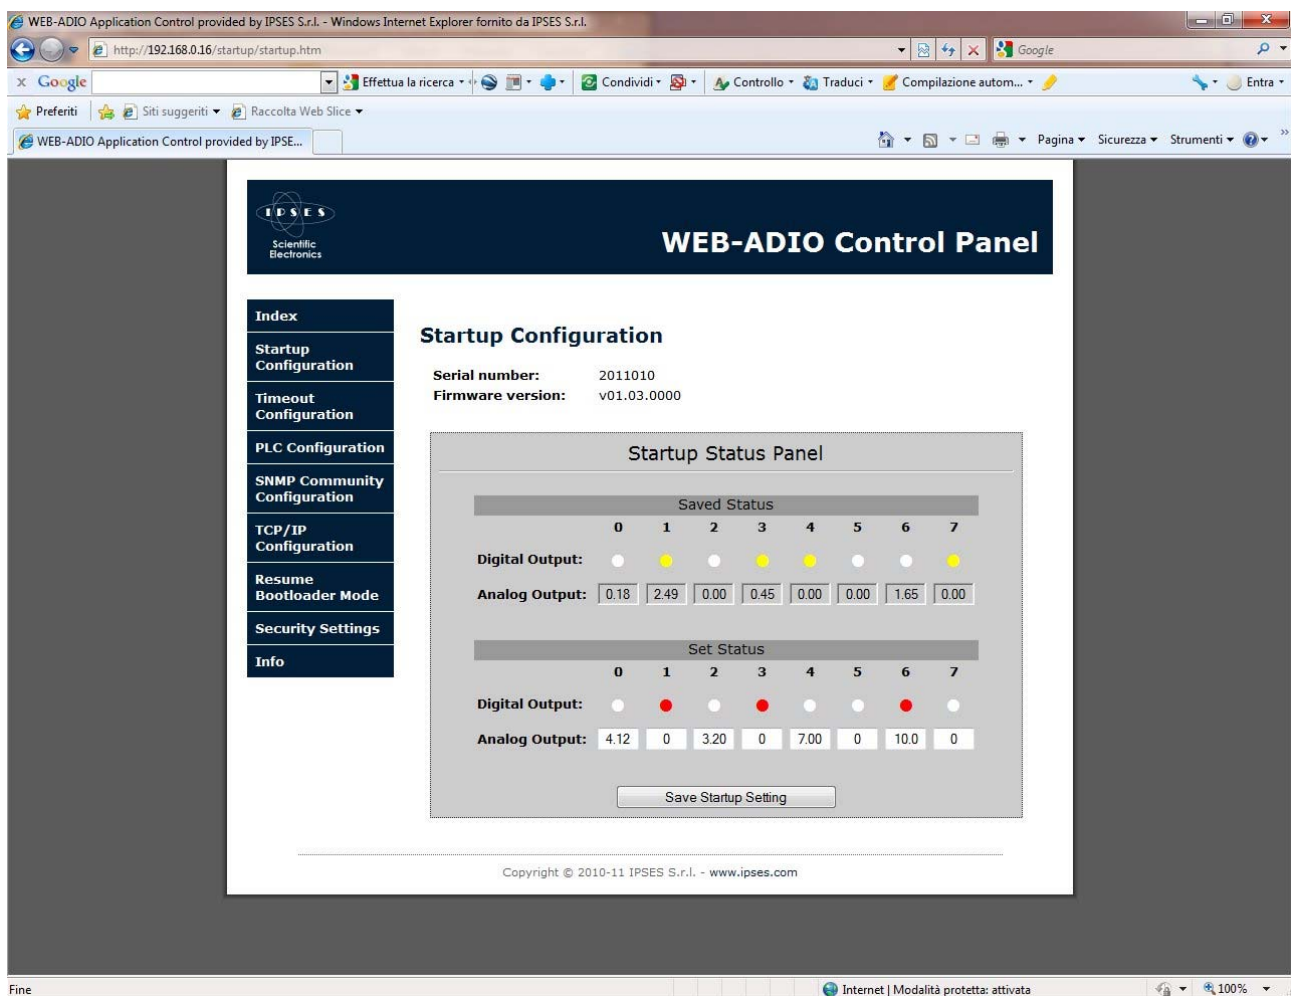 WEB-ADIO Application Control provided by IPSES S.r.l. - Windows Internet Explorer fornito da IPSES S.r.l.
http://192.168.0.16/startup/startup.htm
Google
x Google
Effettua la ricerca
Condividi
Controllo
Traduci
Compilazione autom...
Entra
Preferiti
Siti suggeriti
Raccolta Web Slice
WEB-ADIO Application Control provided by IPSE...
Pagina
Sicurezza
Strumenti
IPSES
Scientific
Electronics
WEB-ADIO Control Panel
Index
Startup
Configuration
Timeout
Configuration
PLC Configuration
SNMP Community
Configuration
TCP/IP
Configuration
Resume
Bootloader Mode
Security Settings
Info
Startup Configuration
Serial number: 2011010
Firmware version: v01.03.0000
Startup Status Panel
Saved Status
0 1 2 3 4 5 6 7
Digital Output:
Analog Output: 0.18 2.49 0.00 0.45 0.00 0.00 1.65 0.00
Set Status
0 1 2 3 4 5 6 7
Digital Output:
Analog Output: 4.12 0 3.20 0 7.00 0 10.0 0
Save Startup Setting
Copyright © 2010-11 IPSES S.r.l. - www.ipses.com
Fine
Internet | Modalità protetta: attivata
100%